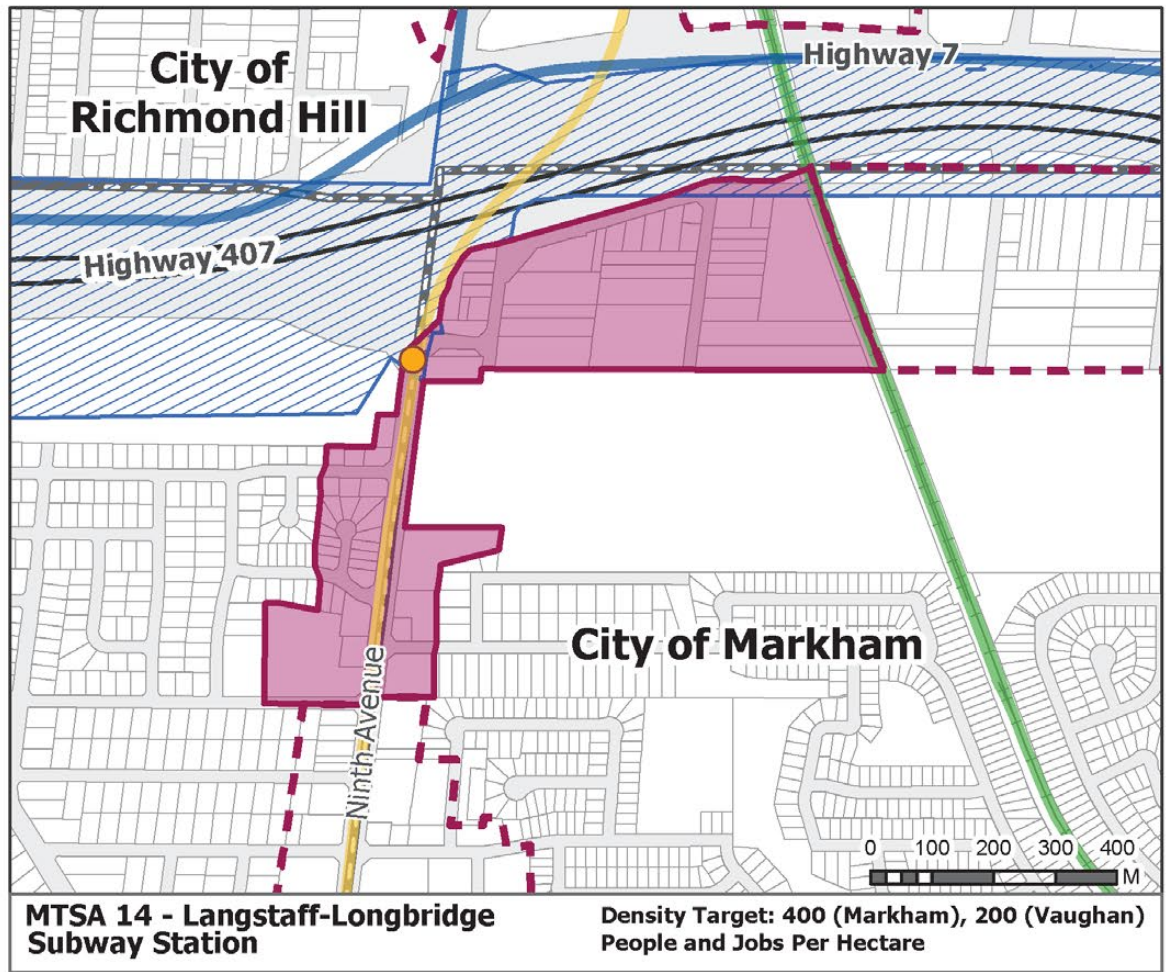 City of
Richmond Hill
Highway 7
Highway 407
City of Markham
Ninth Avenue
0 100 200 300 400
M
MTSA 14 - Langstaff-Longbridge
Subway Station
Density Target: 400 (Markham), 200 (Vaughan)
People and Jobs Per Hectare